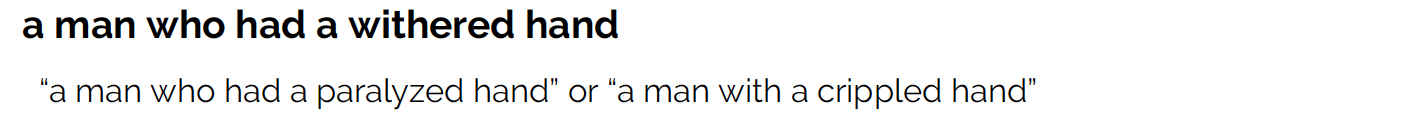 a man who had a withered hand
“a man who had a paralyzed hand” or “a man with a crippled hand”